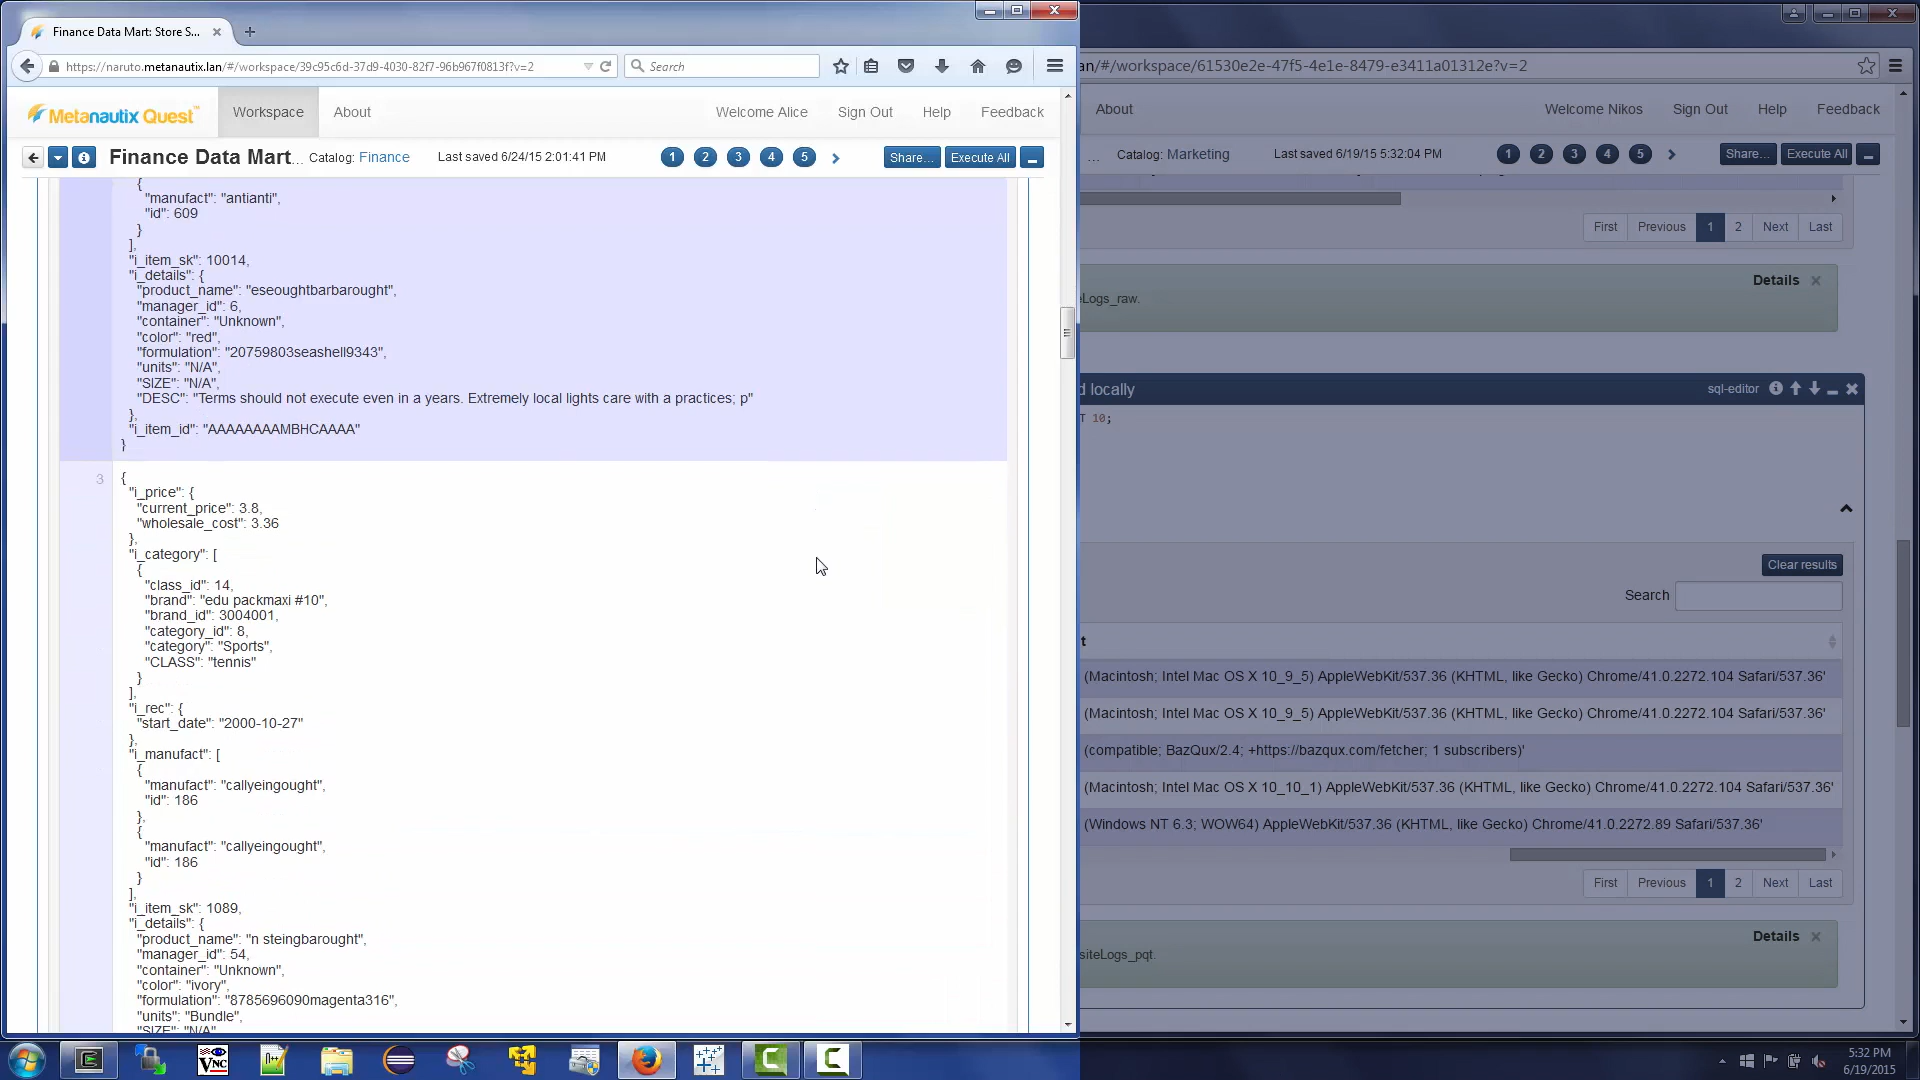 Finance Data Mart: Store S...
https://naruto.metanautix.lan/#/workspace/39c95c6d-37d9-4030-82f7-96b967f0813f?v=2
Search
Metanautix Quest™
Workspace
About
Welcome Alice
Sign Out
Help
Feedback
Finance Data Mart...
Catalog: Finance
Last saved 6/24/15 2:01:41 PM
1 2 3 4 5
Share...
Execute All
{
"manufact": "antianti",
"id": 609
}
],
"i_item_sk": 10014,
"i_details": {
"product_name": "eseoughtbarbarought",
"manager_id": 6,
"container": "Unknown",
"color": "red",
"formulation": "20759803seashell9343",
"units": "N/A",
"SIZE": "N/A",
"DESC": "Terms should not execute even in a years. Extremely local lights care with a practices; p"
},
"i_item_id": "AAAAAAAAMBHCAAAA"
}
3
{
"i_price": {
"current_price": 3.8,
"wholesale_cost": 3.36
},
"i_category": [
{
"class_id": 14,
"brand": "edu packmaxi #10",
"brand_id": 3004001,
"category_id": 8,
"category": "Sports",
"CLASS": "tennis"
}
],
"i_rec": {
"start_date": "2000-10-27"
},
"i_manufact": [
{
"manufact": "callyeingought",
"id": 186
},
{
"manufact": "callyeingought",
"id": 186
}
],
"i_item_sk": 1089,
"i_details": {
"product_name": "n steingbarought",
"manager_id": 54,
"container": "Unknown",
"color": "ivory",
"formulation": "8785696090magenta316",
"units": "Bundle",
"SIZE": "N/A"
an/#/workspace/61530e2e-47f5-4e1e-8479-e3411a01312e?v=2
About
Welcome Nikos
Sign Out
Help
Feedback
...
Catalog: Marketing
Last saved 6/19/15 5:32:04 PM
1 2 3 4 5
Share...
Execute All
First Previous 1 2 Next Last
Details
eLogs_raw.
d locally
sql-editor
T 10;
Clear results
Search
t
(Macintosh; Intel Mac OS X 10_9_5) AppleWebKit/537.36 (KHTML, like Gecko) Chrome/41.0.2272.104 Safari/537.36'
(Macintosh; Intel Mac OS X 10_9_5) AppleWebKit/537.36 (KHTML, like Gecko) Chrome/41.0.2272.104 Safari/537.36'
(compatible; BazQux/2.4; +https://bazqux.com/fetcher; 1 subscribers)'
(Macintosh; Intel Mac OS X 10_10_1) AppleWebKit/537.36 (KHTML, like Gecko) Chrome/41.0.2272.104 Safari/537.36'
(Windows NT 6.3; WOW64) AppleWebKit/537.36 (KHTML, like Gecko) Chrome/41.0.2272.89 Safari/537.36'
First Previous 1 2 Next Last
Details
siteLogs_pqt.
VNC
5:32 PM
6/19/2015